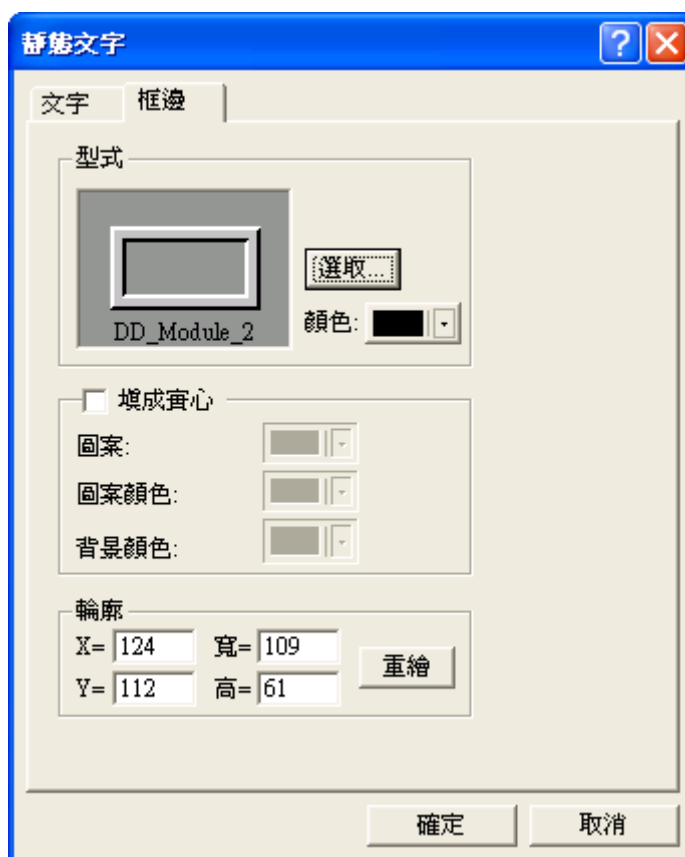 靜態文字
文字 框邊
型式
DD_Module_2
選取...
顏色:
填成實心
圖案:
圖案顏色:
背景顏色:
輪廓
X= 124 寬= 109
Y= 112 高= 61
重繪
確定 取消